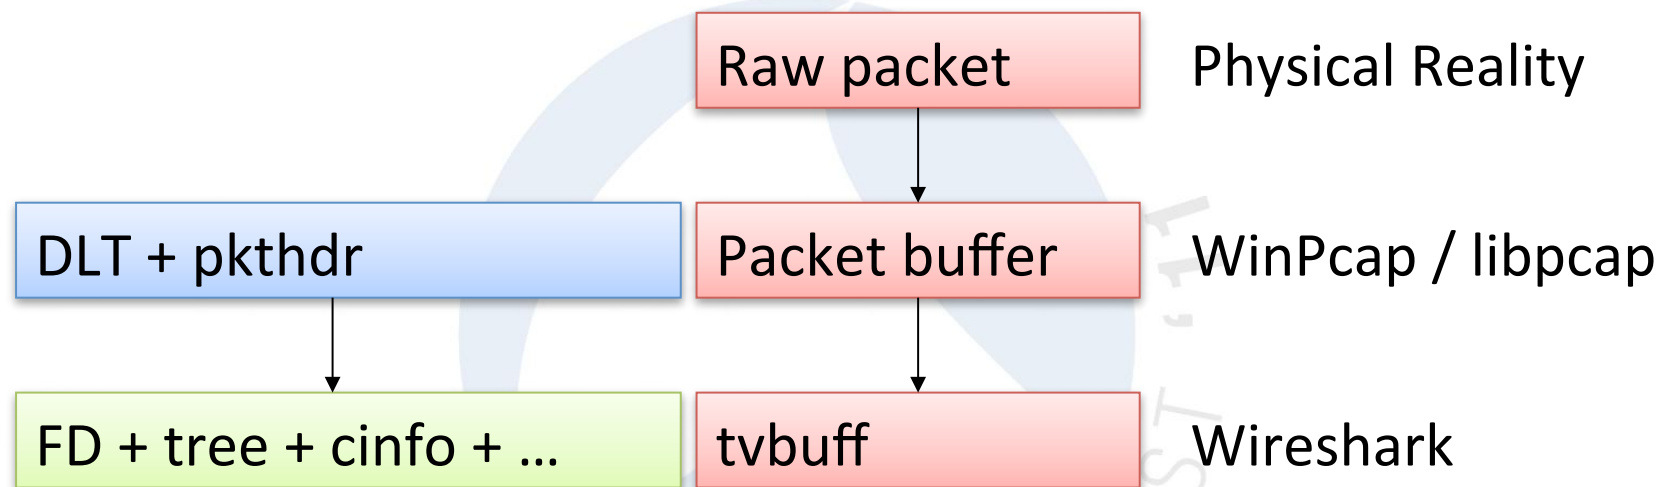 Raw packet Physical Reality
DLT + pkthdr Packet buffer WinPcap / libpcap
FD + tree + cinfo + … tvbuff Wireshark